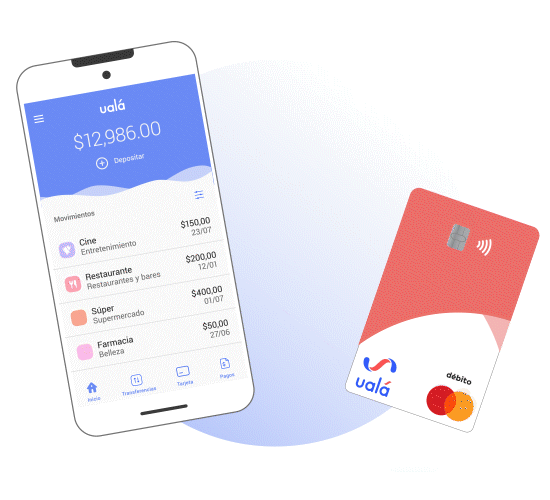 ualá
$12,986.00
Depositar
Movimientos
Cine
Entretenimiento
$150,00
23/07
Restaurante
Restaurantes y bares
$200,00
12/01
Súper
Supermercado
$400,00
01/07
Farmacia
Belleza
$50,00
27/06
Inicio
Transferencias
Tarjeta
Pagos
ualá
débito